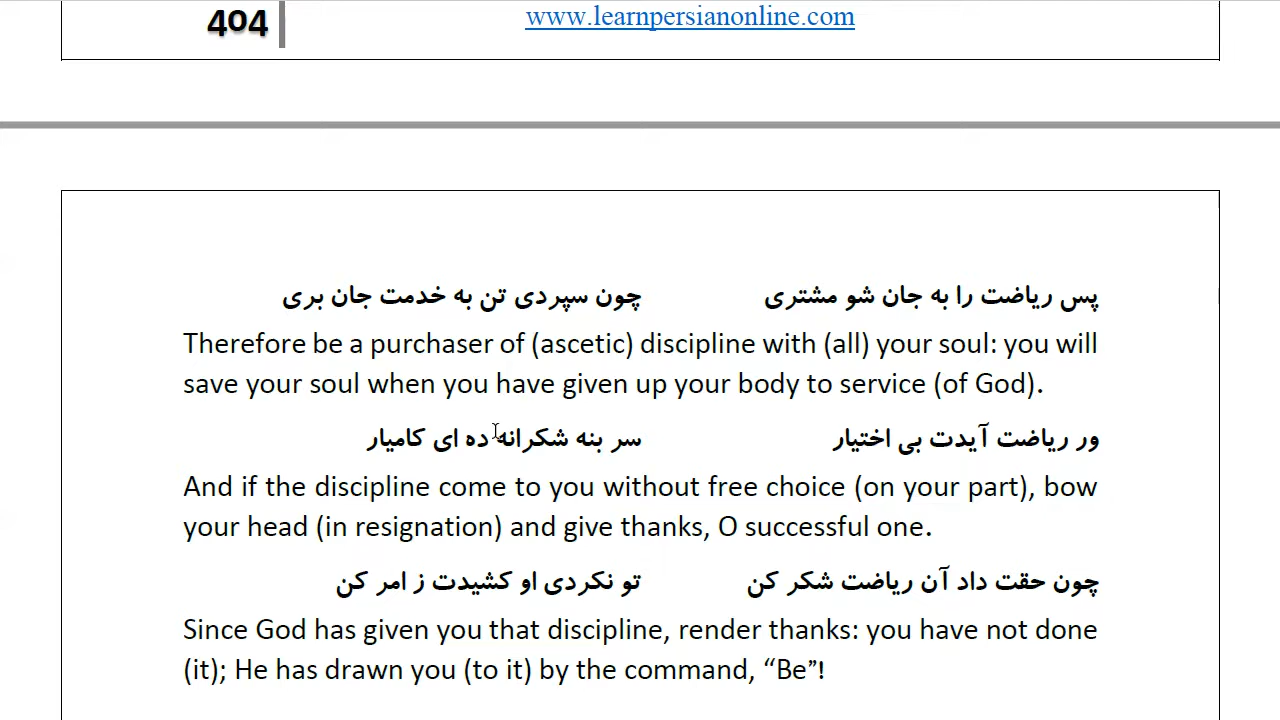 404
www.learnpersianonline.com
پس ریاضت را به جان شو مشتری چون سپردی تن به خدمت جان بری
Therefore be a purchaser of (ascetic) discipline with (all) your soul: you will
save your soul when you have given up your body to service (of God).
ور ریاضت آیدت بی اختیار سر بنه شکرانه ده ای کامیار
And if the discipline come to you without free choice (on your part), bow
your head (in resignation) and give thanks, O successful one.
چون حقت داد آن ریاضت شکر کن تو نکردی او کشیدت ز امر کن
Since God has given you that discipline, render thanks: you have not done
(it); He has drawn you (to it) by the command, “Be”!